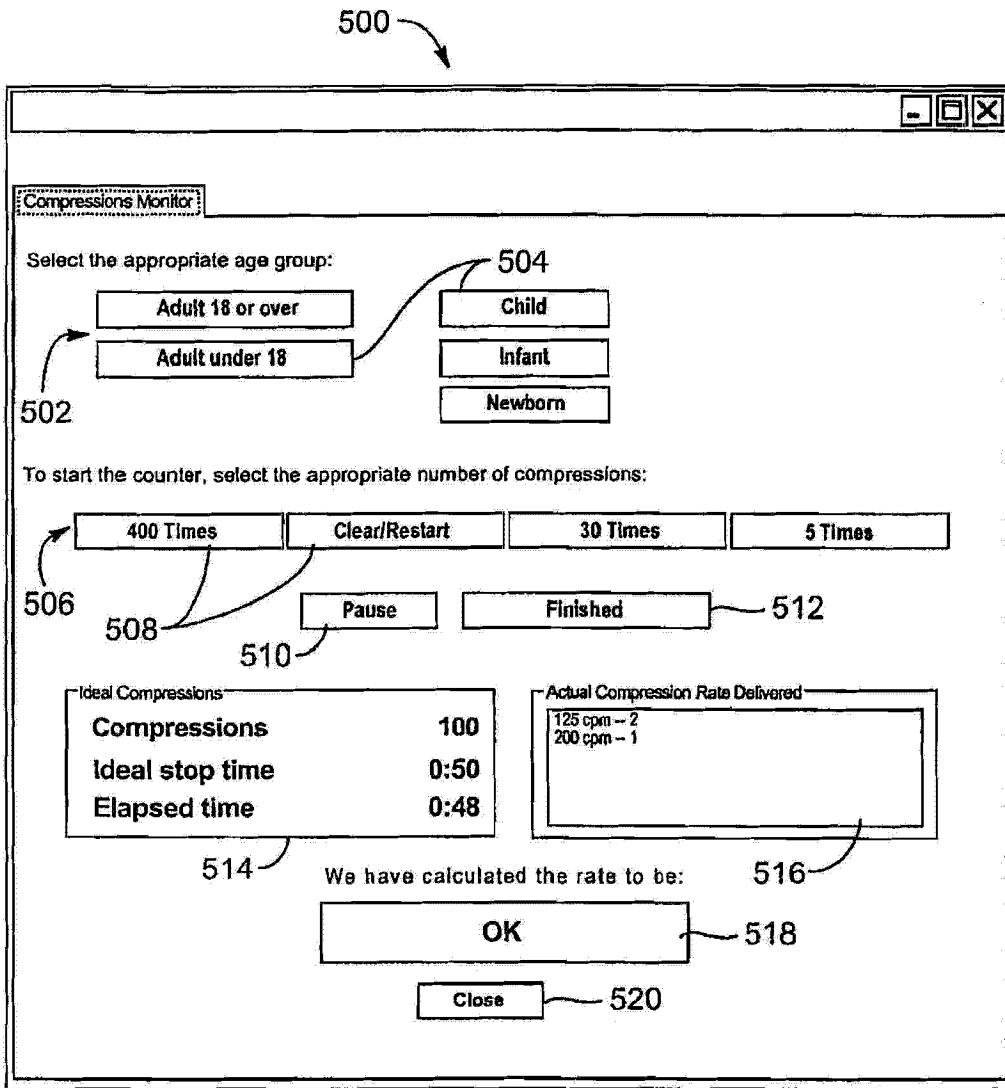 500
Compressions Monitor
Select the appropriate age group:
504
Adult 18 or over
Child
Adult under 18
Infant
502
Newborn
To start the counter, select the appropriate number of compressions:
400 Times
Clear/Restart
30 Times
5 Times
506
508
Pause
Finished
512
510
Ideal Compressions
Compressions 100
Ideal stop time 0:50
Elapsed time 0:48
Actual Compression Rate Delivered
125 cpm -- 2
200 cpm -- 1
514
516
We have calculated the rate to be:
OK
518
Close
520